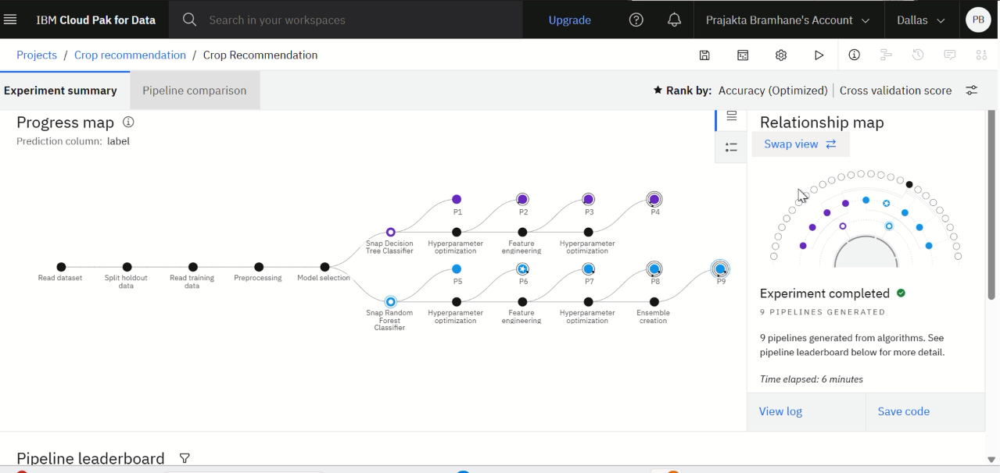 IBM Cloud Pak for Data
Search in your workspaces
Upgrade
Prajakta Bramhane's Account
Dallas
PB
Projects / Crop recommendation / Crop Recommendation
Experiment summary
Pipeline comparison
Rank by: Accuracy (Optimized) | Cross validation score
Progress map
Prediction column: label
Relationship map
Swap view
P1
P2
P3
P4
Snap Decision
Tree Classifier
Hyperparameter
optimization
Feature
engineering
Hyperparameter
optimization
Read dataset
Split holdout
data
Read training
data
Preprocessing
Model selection
P5
P6
P7
P8
P9
Snap Random
Forest
Classifier
Hyperparameter
optimization
Feature
engineering
Hyperparameter
optimization
Ensemble
creation
Experiment completed
9 PIPELINES GENERATED
9 pipelines generated from algorithms. See
pipeline leaderboard below for more detail.
Time elapsed: 6 minutes
View log
Save code
Pipeline leaderboard